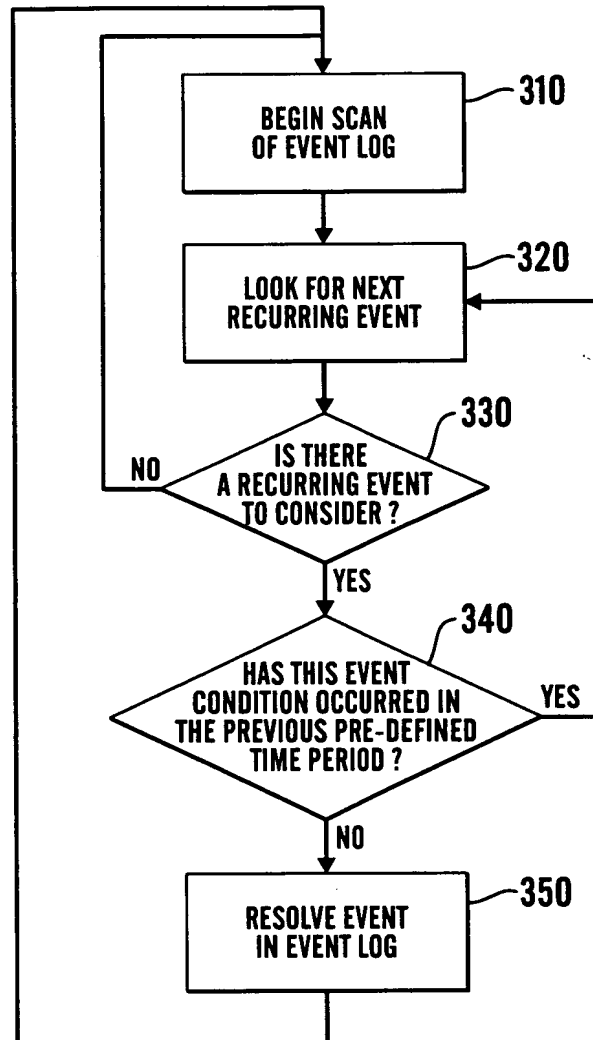 BEGIN SCAN
OF EVENT LOG
310
LOOK FOR NEXT
RECURRING EVENT
320
IS THERE
A RECURRING EVENT
TO CONSIDER ?
330
NO
YES
HAS THIS EVENT
CONDITION OCCURRED IN
THE PREVIOUS PRE-DEFINED
TIME PERIOD ?
340
YES
NO
RESOLVE EVENT
IN EVENT LOG
350